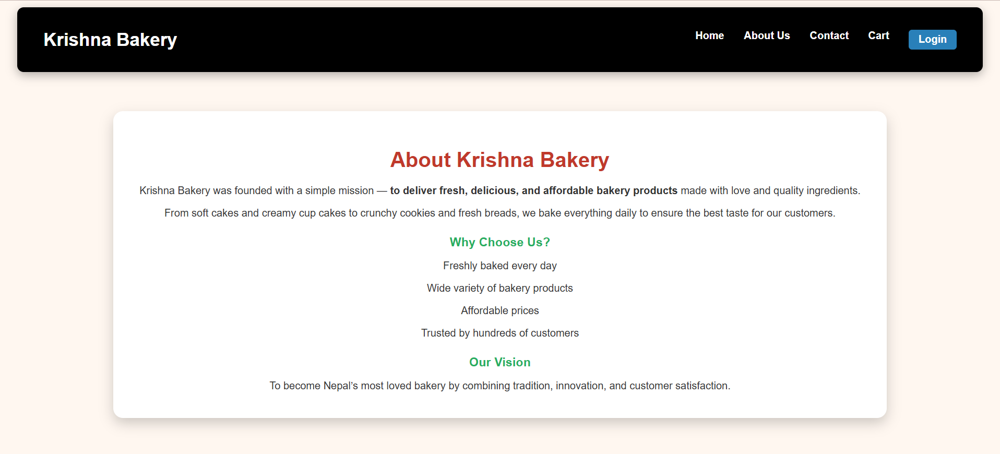 Krishna Bakery
Home About Us Contact Cart Login
About Krishna Bakery
Krishna Bakery was founded with a simple mission — to deliver fresh, delicious, and affordable bakery products made with love and quality ingredients.
From soft cakes and creamy cup cakes to crunchy cookies and fresh breads, we bake everything daily to ensure the best taste for our customers.
Why Choose Us?
Freshly baked every day
Wide variety of bakery products
Affordable prices
Trusted by hundreds of customers
Our Vision
To become Nepal’s most loved bakery by combining tradition, innovation, and customer satisfaction.